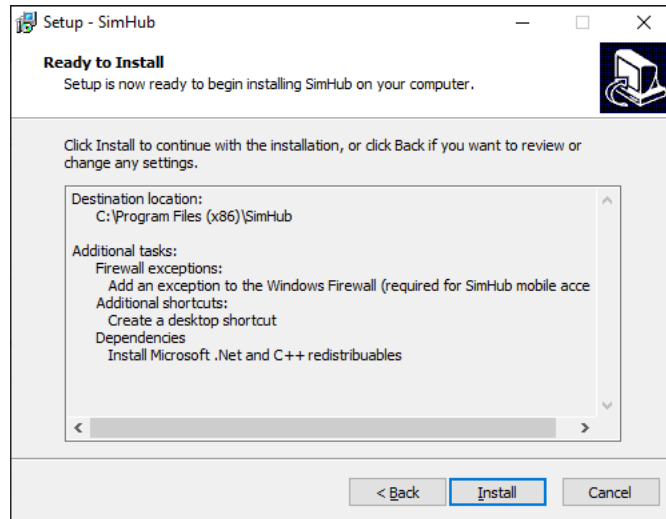 Setup - SimHub
Ready to Install
Setup is now ready to begin installing SimHub on your computer.
Click Install to continue with the installation, or click Back if you want to review or
change any settings.
Destination location:
C:\Program Files (x86)\SimHub
Additional tasks:
Firewall exceptions:
Add an exception to the Windows Firewall (required for SimHub mobile acce
Additional shortcuts:
Create a desktop shortcut
Dependencies
Install Microsoft .Net and C++ redistribuables
< Back Install Cancel